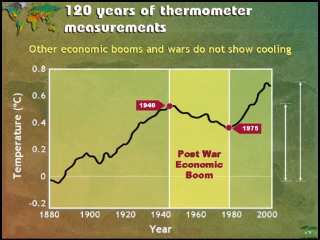 120 years of thermometer
measurements
Other economic booms and wars do not show cooling
Temperature (°C)
0.8
0.6
0.4
0.2
0
-0.2
1940
1975
Post War
Economic
Boom
1880 1900 1920 1940 1960 1980 2000
Year